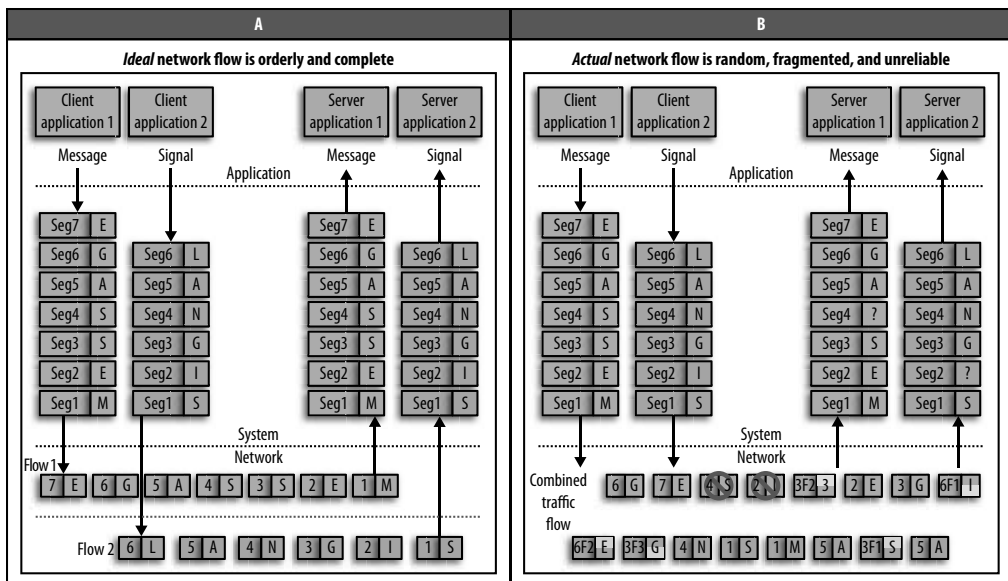 A
B
Ideal network flow is orderly and complete
Actual network flow is random, fragmented, and unreliable
Client application 1
Client application 2
Server application 1
Server application 2
Client application 1
Client application 2
Server application 1
Server application 2
Message
Signal
Message
Signal
Message
Signal
Message
Signal
Application
Application
Seg7 E
Seg7 E
Seg7 E
Seg7 E
Seg6 G
Seg6 L
Seg6 G
Seg6 L
Seg6 G
Seg6 L
Seg6 G
Seg6 L
Seg5 A
Seg5 A
Seg5 A
Seg5 A
Seg5 A
Seg5 A
Seg5 A
Seg5 A
Seg4 S
Seg4 N
Seg4 S
Seg4 N
Seg4 S
Seg4 N
Seg4 ?
Seg4 N
Seg3 S
Seg3 G
Seg3 S
Seg3 G
Seg3 S
Seg3 G
Seg3 S
Seg3 G
Seg2 E
Seg2 I
Seg2 E
Seg2 I
Seg2 E
Seg2 I
Seg2 E
Seg2 ?
Seg1 M
Seg1 S
Seg1 M
Seg1 S
Seg1 M
Seg1 S
Seg1 M
Seg1 S
System
Network
System
Network
Flow 1
7 E 6 G 5 A 4 S 3 S 2 E 1 M
Flow 2 6 L 5 A 4 N 3 G 2 I 1 S
Combined
traffic
flow
6 G 7 E 4 S 2 I 3F2 3 2 E 3 G 6F1 I
6F2 E 3F3 G 4 N 1 S 1 M 5 A 3F1 S 5 A